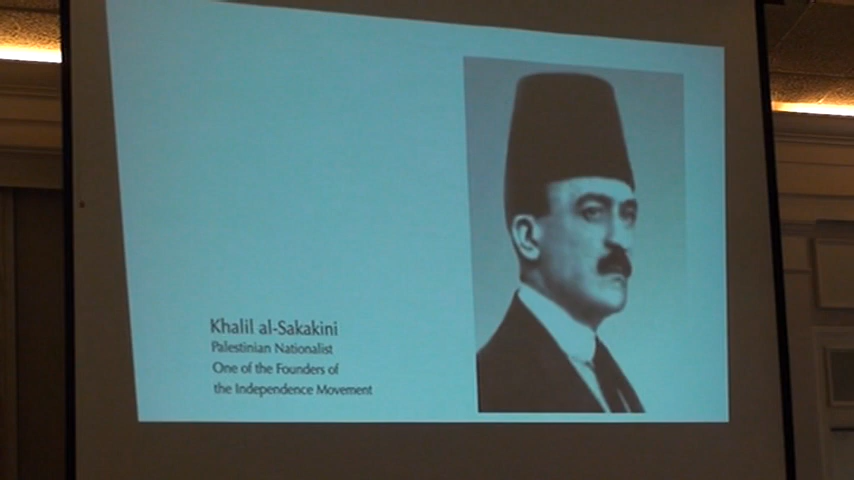 Khalil al-Sakakini
Palestinian Nationalist
One of the Founders of
the Independence Movement